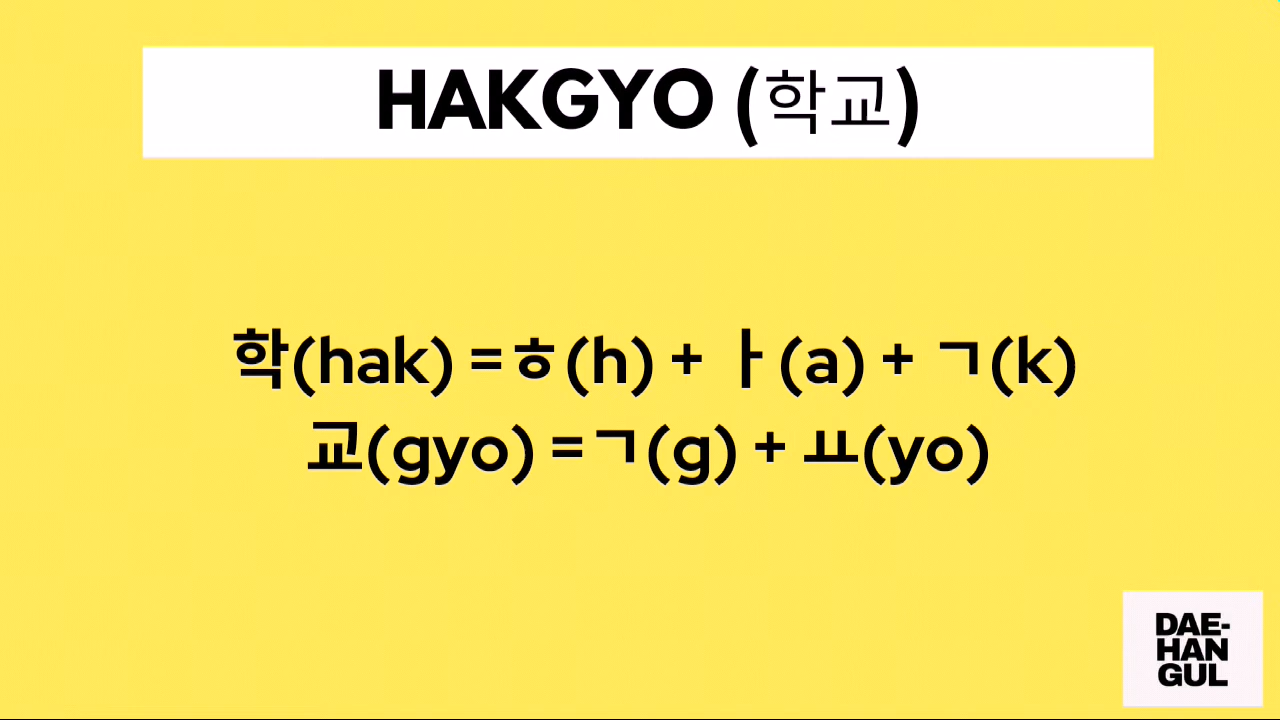 HAKGYO (학교)
학(hak) =ㅎ(h) + ㅏ(a) + ㄱ(k)
교(gyo) =ㄱ(g) + ㅛ(yo)
DAE-
HAN
GUL